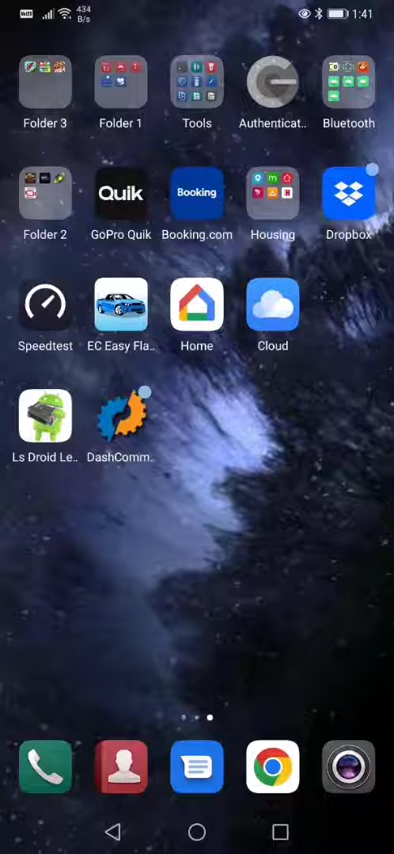 434
B/s
1:41
Folder 3
Folder 1
Tools
Authenticat..
Bluetooth
Folder 2
Quik
GoPro Quik
Booking
Booking.com
Housing
Dropbox
Speedtest
EC Easy Fla..
Home
Cloud
Ls Droid Le..
DashComm..